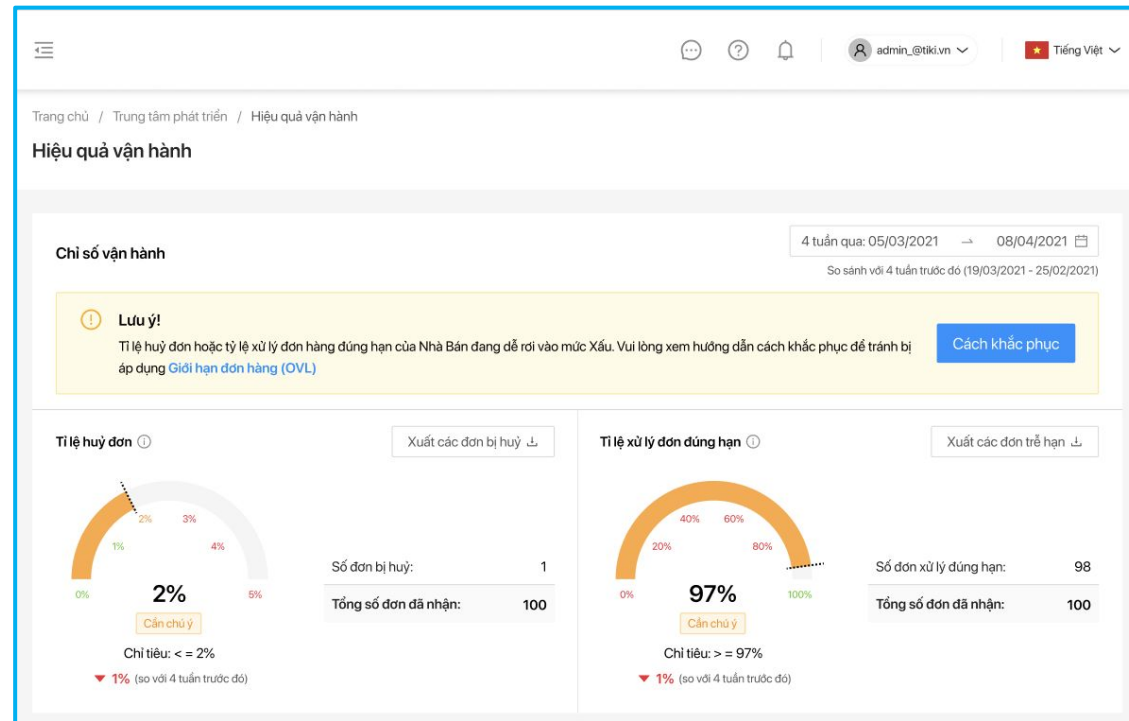 admin_@tiki.vn
Tiếng Việt
Trang chủ / Trung tâm phát triển / Hiệu quả vận hành
Hiệu quả vận hành
Chỉ số vận hành
4 tuần qua: 05/03/2021 → 08/04/2021
So sánh với 4 tuần trước đó (19/03/2021 - 25/02/2021)
Lưu ý!
Tỉ lệ huỷ đơn hoặc tỷ lệ xử lý đơn hàng đúng hạn của Nhà Bán đang dễ rơi vào mức Xấu. Vui lòng xem hướng dẫn cách khắc phục để tránh bị
áp dụng Giới hạn đơn hàng (OVL)
Cách khắc phục
Tỉ lệ huỷ đơn
Xuất các đơn bị huỷ
0%
1%
2%
3%
4%
5%
2%
Cần chú ý
Chỉ tiêu: < = 2%
1% (so với 4 tuần trước đó)
Số đơn bị huỷ: 1
Tổng số đơn đã nhận: 100
Tỉ lệ xử lý đơn đúng hạn
Xuất các đơn trễ hạn
0%
20%
40%
60%
80%
100%
97%
Cần chú ý
Chỉ tiêu: > = 97%
1% (so với 4 tuần trước đó)
Số đơn xử lý đúng hạn: 98
Tổng số đơn đã nhận: 100